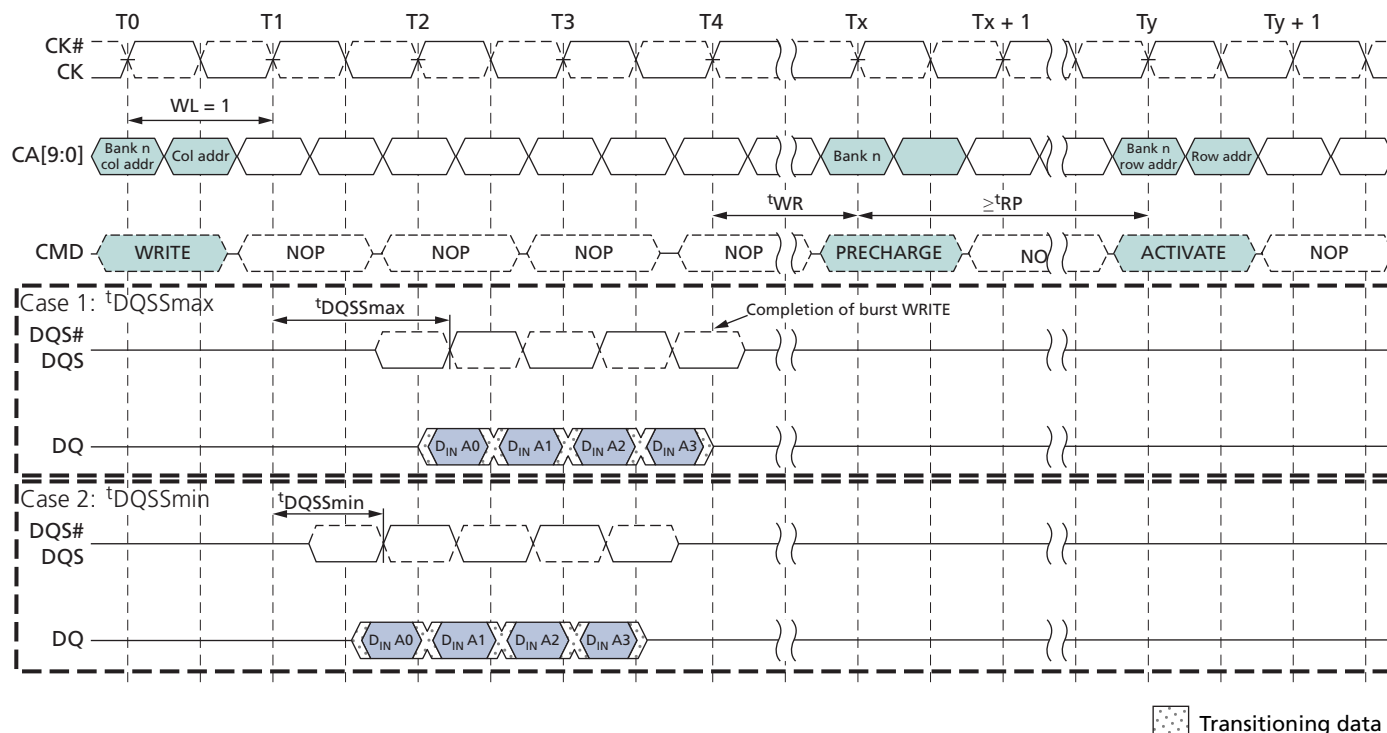 T0 T1 T2 T3 T4 Tx Tx + 1 Ty Ty + 1
CK#
CK
WL = 1
CA[9:0] Bank n col addr Col addr Bank n Bank n row addr Row addr
tWR ≥tRP
CMD WRITE NOP NOP NOP NOP PRECHARGE NO ACTIVATE NOP
Case 1: tDQSSmax
tDQSSmax
Completion of burst WRITE
DQS#
DQS
DQ DIN A0 DIN A1 DIN A2 DIN A3
Case 2: tDQSSmin
tDQSSmin
DQS#
DQS
DQ DIN A0 DIN A1 DIN A2 DIN A3
Transitioning data